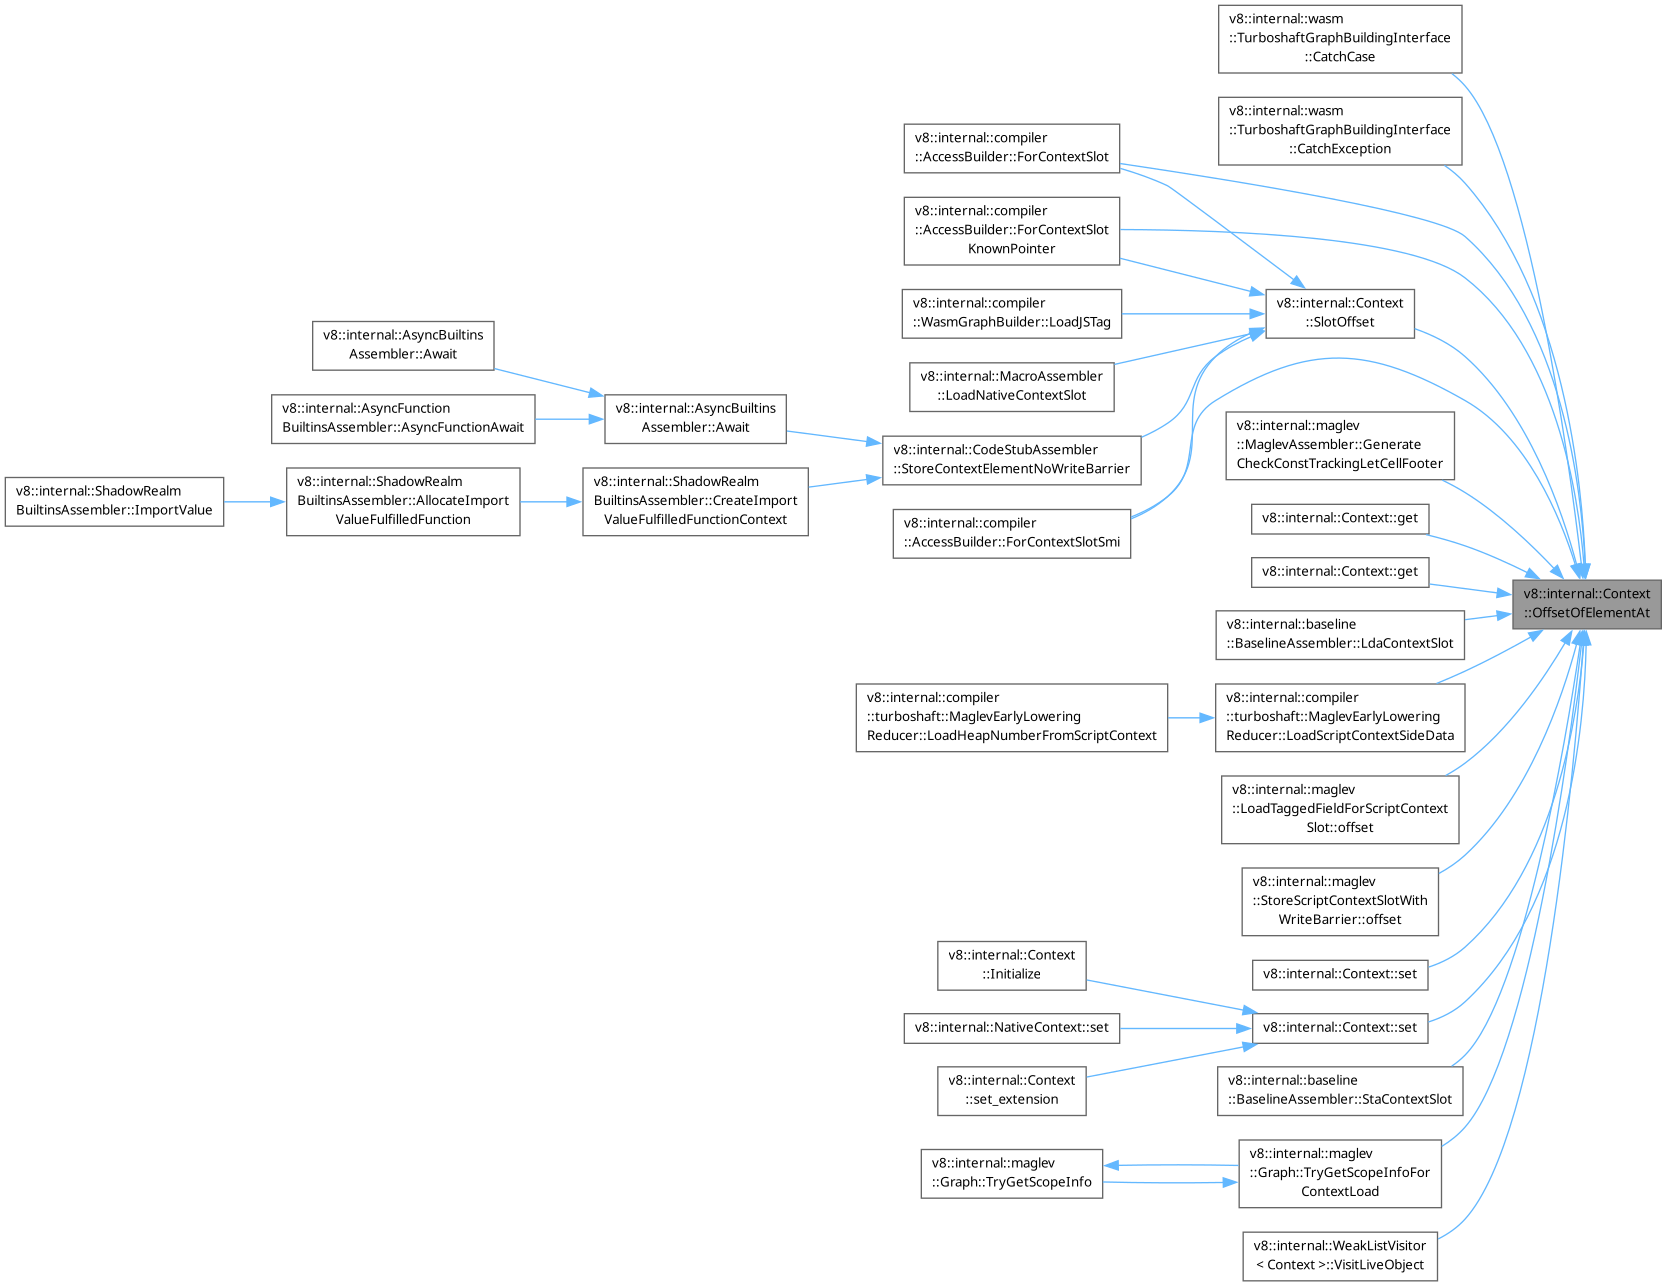 v8::internal::wasm
::TurboshaftGraphBuildingInterface
::CatchCase
v8::internal::wasm
::TurboshaftGraphBuildingInterface
::CatchException
v8::internal::compiler
::AccessBuilder::ForContextSlot
v8::internal::compiler
::AccessBuilder::ForContextSlot
KnownPointer
v8::internal::compiler
::WasmGraphBuilder::LoadJSTag
v8::internal::Context
::SlotOffset
v8::internal::AsyncBuiltins
Assembler::Await
v8::internal::MacroAssembler
::LoadNativeContextSlot
v8::internal::AsyncFunction
BuiltinsAssembler::AsyncFunctionAwait
v8::internal::AsyncBuiltins
Assembler::Await
v8::internal::maglev
::MaglevAssembler::Generate
CheckConstTrackingLetCellFooter
v8::internal::CodeStubAssembler
::StoreContextElementNoWriteBarrier
v8::internal::ShadowRealm
BuiltinsAssembler::ImportValue
v8::internal::ShadowRealm
BuiltinsAssembler::AllocateImport
ValueFulfilledFunction
v8::internal::ShadowRealm
BuiltinsAssembler::CreateImport
ValueFulfilledFunctionContext
v8::internal::compiler
::AccessBuilder::ForContextSlotSmi
v8::internal::Context::get
v8::internal::Context::get
v8::internal::Context
::OffsetOfElementAt
v8::internal::baseline
::BaselineAssembler::LdaContextSlot
v8::internal::compiler
::turboshaft::MaglevEarlyLowering
Reducer::LoadHeapNumberFromScriptContext
v8::internal::compiler
::turboshaft::MaglevEarlyLowering
Reducer::LoadScriptContextSideData
v8::internal::maglev
::LoadTaggedFieldForScriptContext
Slot::offset
v8::internal::maglev
::StoreScriptContextSlotWith
WriteBarrier::offset
v8::internal::Context::set
v8::internal::Context
::Initialize
v8::internal::NativeContext::set
v8::internal::Context::set
v8::internal::Context
::set_extension
v8::internal::baseline
::BaselineAssembler::StaContextSlot
v8::internal::maglev
::Graph::TryGetScopeInfo
v8::internal::maglev
::Graph::TryGetScopeInfoFor
ContextLoad
v8::internal::WeakListVisitor
< Context >::VisitLiveObject